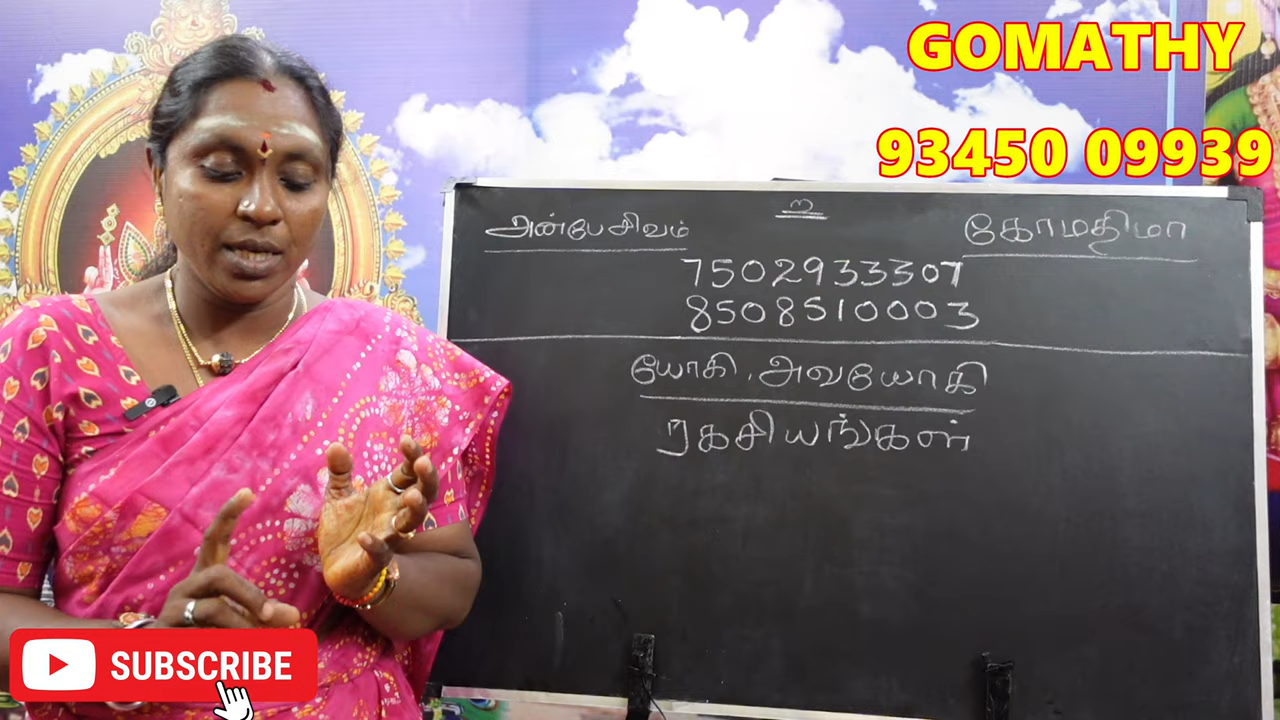 GOMATHY
93450 09939
உ
அன்பே சிவம்
கோமதிமா
7502933307
8508510003
யோகி, அவயோகி
ரகசியங்கள்
SUBSCRIBE